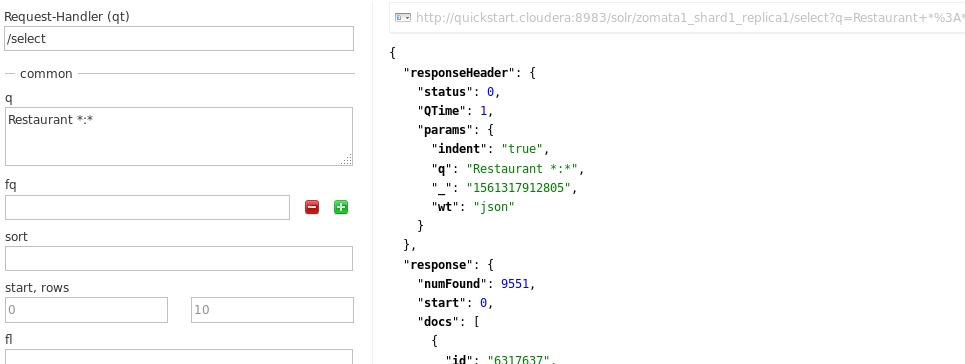 Request-Handler (qt)
/select
common
q
Restaurant *:*
fq
sort
start, rows
0
10
fl
http://quickstart.cloudera:8983/solr/zomata1_shard1_replica1/select?q=Restaurant+*%3A*
{
"responseHeader": {
"status": 0,
"QTime": 1,
"params": {
"indent": "true",
"q": "Restaurant *:*",
"_": "1561317912805",
"wt": "json"
}
},
"response": {
"numFound": 9551,
"start": 0,
"docs": [
{
"id": "6317637",